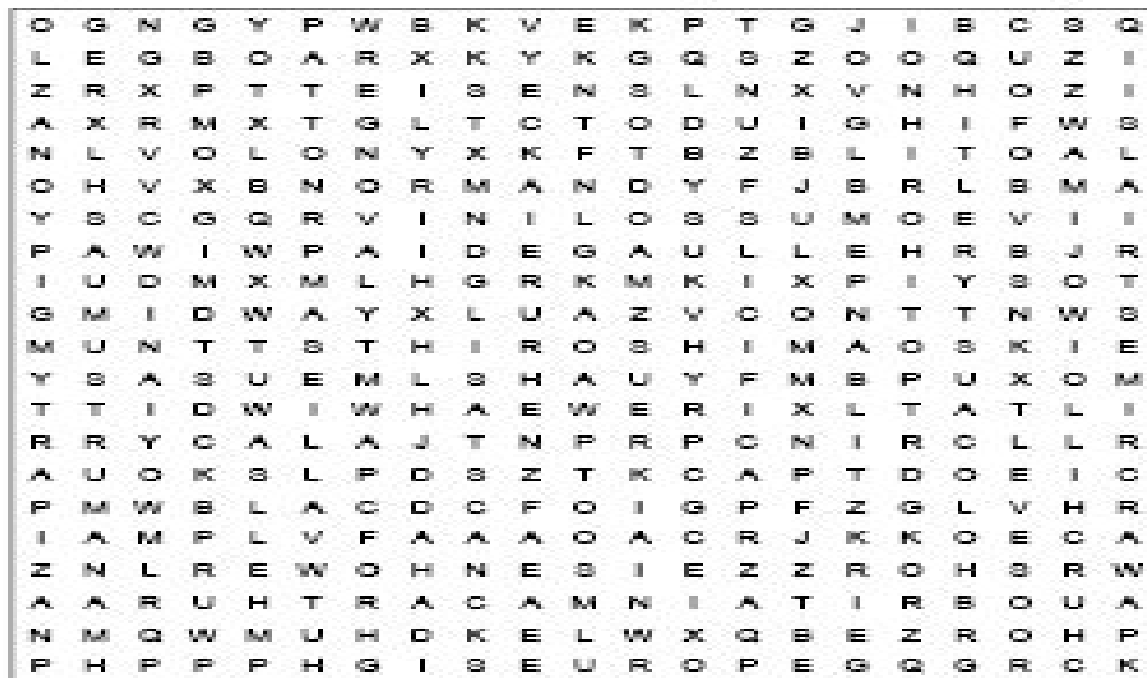 O G N G Y P W B K V E K P T G J I B C S Q
L E G B O A R X K Y K G Q S Z O O Q U Z I
Z R X P T T E I S E N S L N X V N H O Z I
A X R M X T G L T C T O D U I G H I F W S
N L V O L O N Y X K F T B Z B L I T O A L
O H V X B N O R M A N D Y F J B R L B M A
Y S C G Q R V I N I L O S S U M O E V I I
P A W I W P A I D E G A U L L E H R B J R
I U D M X M L H G R K M K I X P I Y S O T
G M I D W A Y X L U A Z V C O N T T N W S
M U N T T S T H I R O S H I M A O S K I E
Y S A S U E M L S H A U Y F M B P U X O M
T T I D W I W H A E W E R I X L T A T L I
R R Y C A L A J T N P R P C N I R C L L R
A U O K S L P D S Z T K C A P T D O E I C
P M W B L A C D C F O I G P F Z G L V H R
I A M P L V F A A A O A C R J K K O E C A
Z N L R E W O H N E S I E Z Z R O H S R W
A A R U H T R A C A M N I A T I R B O U A
N M Q W M U H D K E L W X Q B E Z R O H P
P H P P P H G I S E U R O P E G Q G R C K